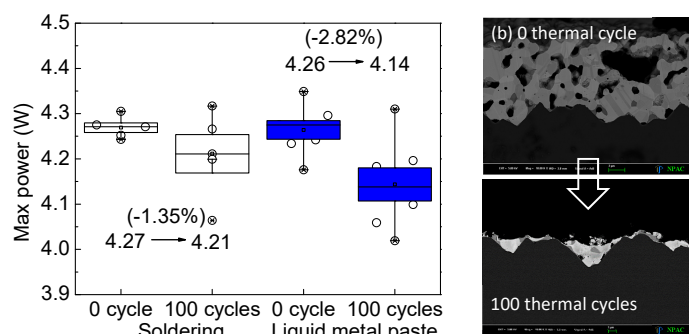 4.5
4.4
4.3
4.2
4.1
4.0
3.9
Max power (W)
(-2.82%)
4.26 → 4.14
(-1.35%)
4.27 → 4.21
0 cycle 100 cycles 0 cycle 100 cycles
Soldering Liquid metal paste
(b) 0 thermal cycle
NPAC
100 thermal cycles
NPAC